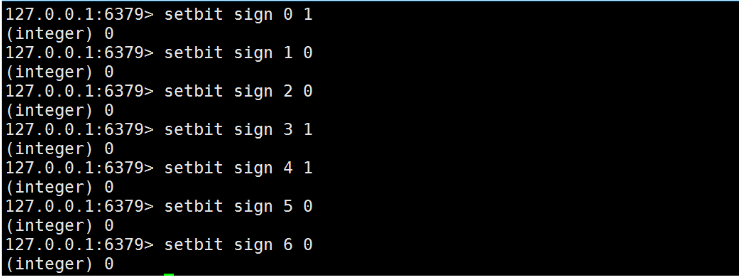 127.0.0.1:6379> setbit sign 0 1
(integer) 0
127.0.0.1:6379> setbit sign 1 0
(integer) 0
127.0.0.1:6379> setbit sign 2 0
(integer) 0
127.0.0.1:6379> setbit sign 3 1
(integer) 0
127.0.0.1:6379> setbit sign 4 1
(integer) 0
127.0.0.1:6379> setbit sign 5 0
(integer) 0
127.0.0.1:6379> setbit sign 6 0
(integer) 0